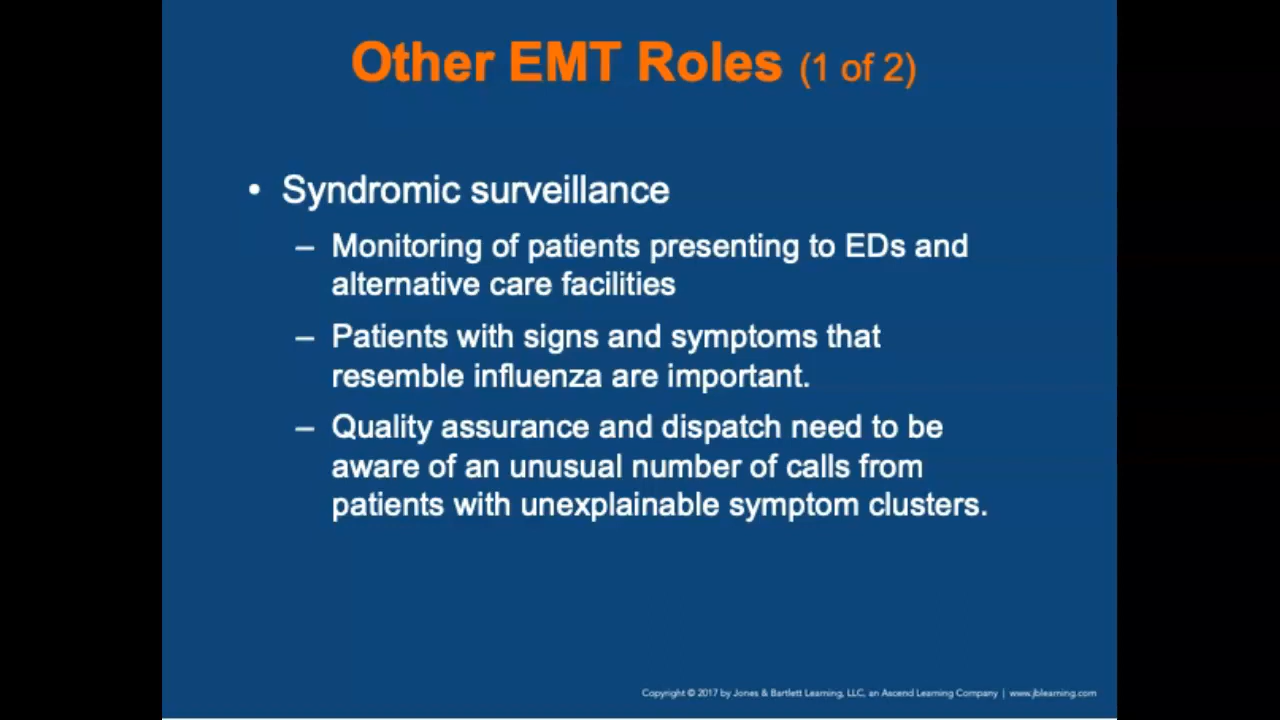 Other EMT Roles (1 of 2)
• Syndromic surveillance
– Monitoring of patients presenting to EDs and
alternative care facilities
– Patients with signs and symptoms that
resemble influenza are important.
– Quality assurance and dispatch need to be
aware of an unusual number of calls from
patients with unexplainable symptom clusters.
Copyright © 2017 by Jones & Bartlett Learning, LLC, an Ascend Learning Company | www.jblearning.com